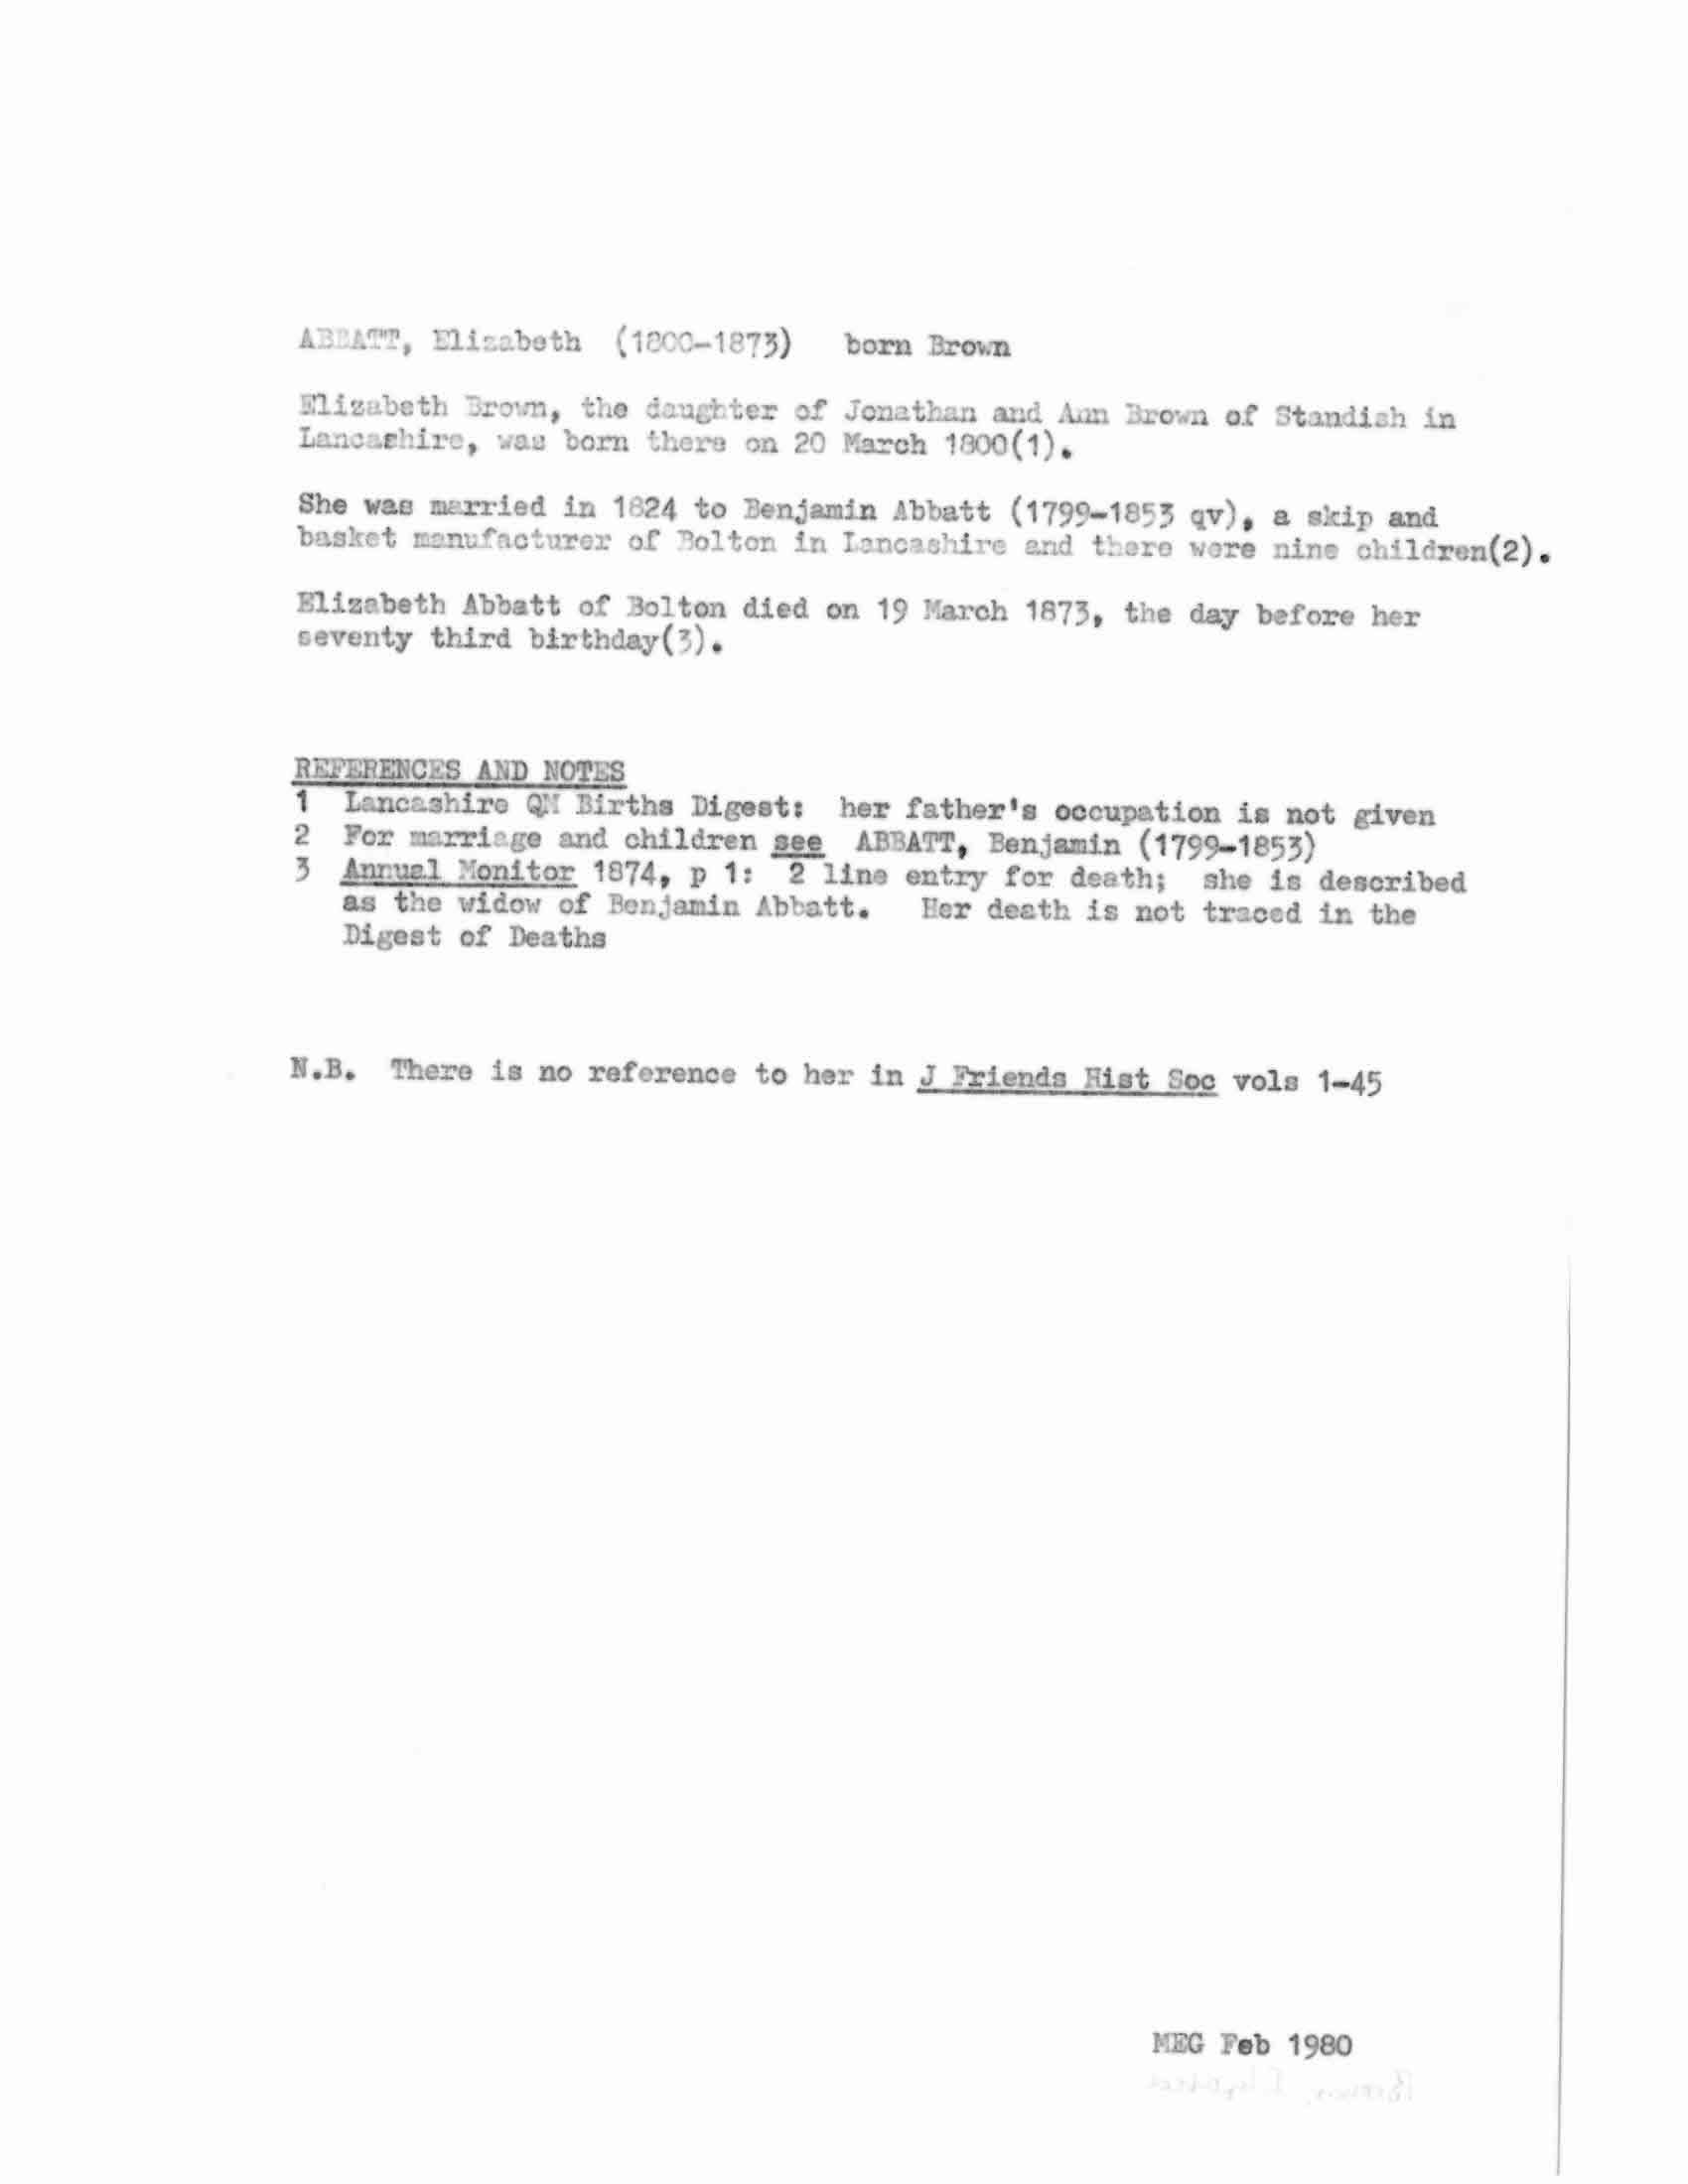 ABBATT, Elizabeth (1800-1873) born Brown
Elizabeth Brown, the daughter of Jonathan and Ann Brown of Standish in
Lancashire, was born there on 20 March 1800(1).
She was married in 1824 to Benjamin Abbatt (1799-1853 qv), a skip and
basket manufacturer of Bolton in Lancashire and there were nine children(2).
Elizabeth Abbatt of Bolton died on 19 March 1873, the day before her
seventy third birthday(3).
REFERENCES AND NOTES
1 Lancashire QM Births Digest: her father's occupation is not given
2 For marriage and children see ABBATT, Benjamin (1799-1853)
3 Annual Monitor 1874, p 1: 2 line entry for death; she is described
as the widow of Benjamin Abbatt. Her death is not traced in the
Digest of Deaths
N.B. There is no reference to her in J Friends Hist Soc vols 1-45
MEG Feb 1980